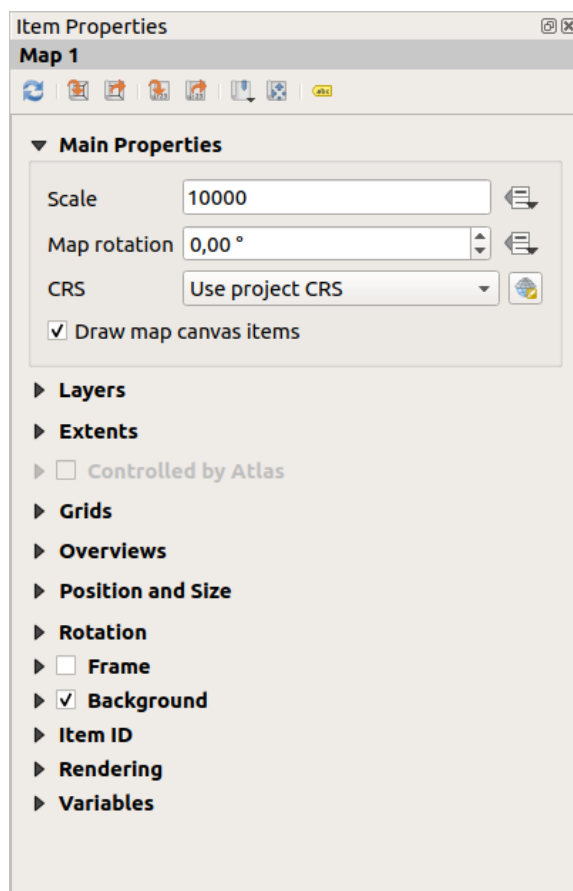 Item Properties
Map 1
Main Properties
Scale 10000
Map rotation 0,00 °
CRS Use project CRS
Draw map canvas items
Layers
Extents
Controlled by Atlas
Grids
Overviews
Position and Size
Rotation
Frame
Background
Item ID
Rendering
Variables